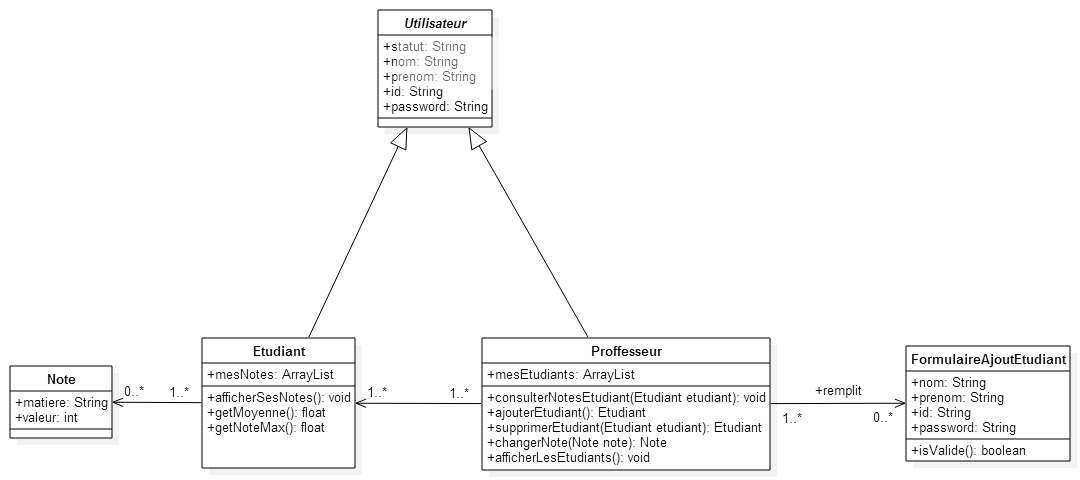 Utilisateur
+statut: String
+nom: String
+prenom: String
+id: String
+password: String
Note
+matiere: String
+valeur: int
0..*
1..*
Etudiant
+mesNotes: ArrayList
+afficherSesNotes(): void
+getMoyenne(): float
+getNoteMax(): float
1..*
1..*
Proffesseur
+mesEtudiants: ArrayList
+consulterNotesEtudiant(Etudiant etudiant): void
+ajouterEtudiant(): Etudiant
+supprimerEtudiant(Etudiant etudiant): Etudiant
+changerNote(Note note): Note
+afficherLesEtudiants(): void
+remplit
1..*
0..*
FormulaireAjoutEtudiant
+nom: String
+prenom: String
+id: String
+password: String
+isValide(): boolean